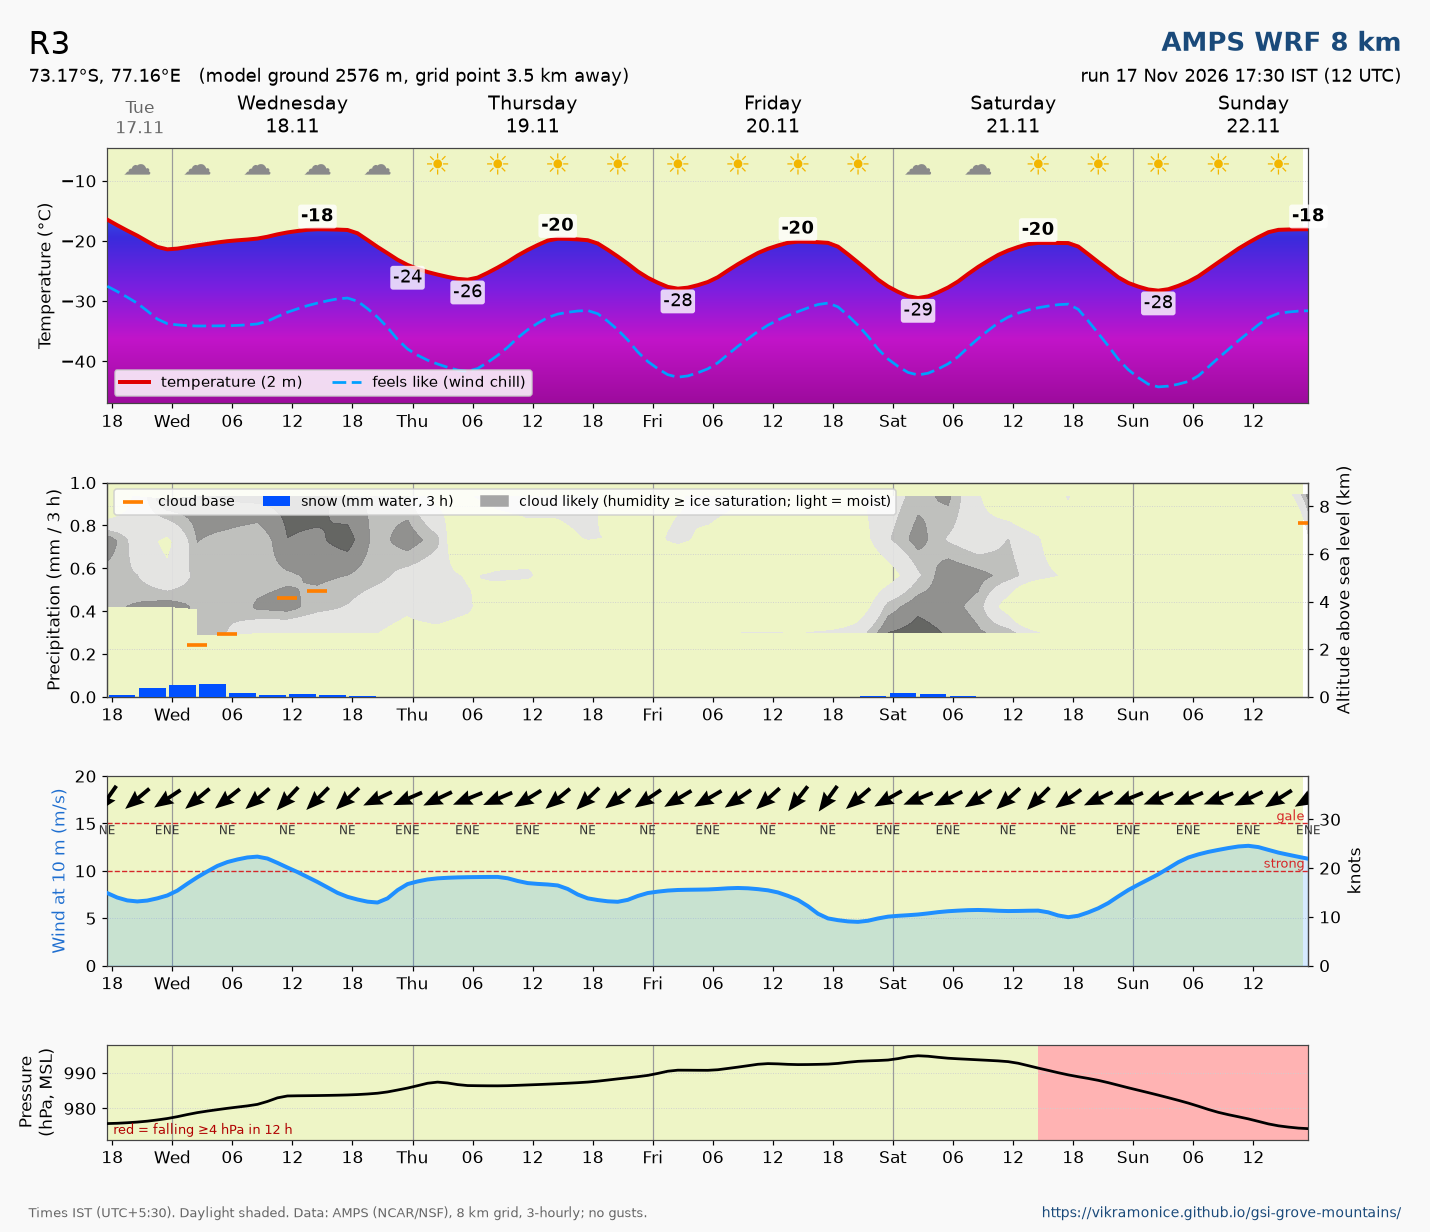 R3
AMPS WRF 8 km
73.17°S, 77.16°E (model ground 2576 m, grid point 3.5 km away)
run 17 Nov 2026 17:30 IST (12 UTC)
Tue Wednesday Thursday Friday Saturday Sunday
17.11 18.11 19.11 20.11 21.11 22.11
Temperature (°C)
−10
−20
−30
−40
-18 -20 -20 -20 -18
-24 -26 -28 -29 -28
temperature (2 m) feels like (wind chill)
18 Wed 06 12 18 Thu 06 12 18 Fri 06 12 18 Sat 06 12 18 Sun 06 12
Precipitation (mm / 3 h)
1.0
0.8
0.6
0.4
0.2
0.0
cloud base snow (mm water, 3 h) cloud likely (humidity ≥ ice saturation; light = moist)
8
6
4
2
0
Altitude above sea level (km)
18 Wed 06 12 18 Thu 06 12 18 Fri 06 12 18 Sat 06 12 18 Sun 06 12
Wind at 10 m (m/s)
20
15
10
5
0
gale
NE ENE NE NE NE ENE ENE ENE NE NE ENE NE NE ENE ENE NE NE ENE ENE ENE ENE
strong
30
20
10
0
knots
18 Wed 06 12 18 Thu 06 12 18 Fri 06 12 18 Sat 06 12 18 Sun 06 12
Pressure
(hPa, MSL)
990
980
red = falling ≥4 hPa in 12 h
18 Wed 06 12 18 Thu 06 12 18 Fri 06 12 18 Sat 06 12 18 Sun 06 12
Times IST (UTC+5:30). Daylight shaded. Data: AMPS (NCAR/NSF), 8 km grid, 3-hourly; no gusts.
https://vikramonice.github.io/gsi-grove-mountains/